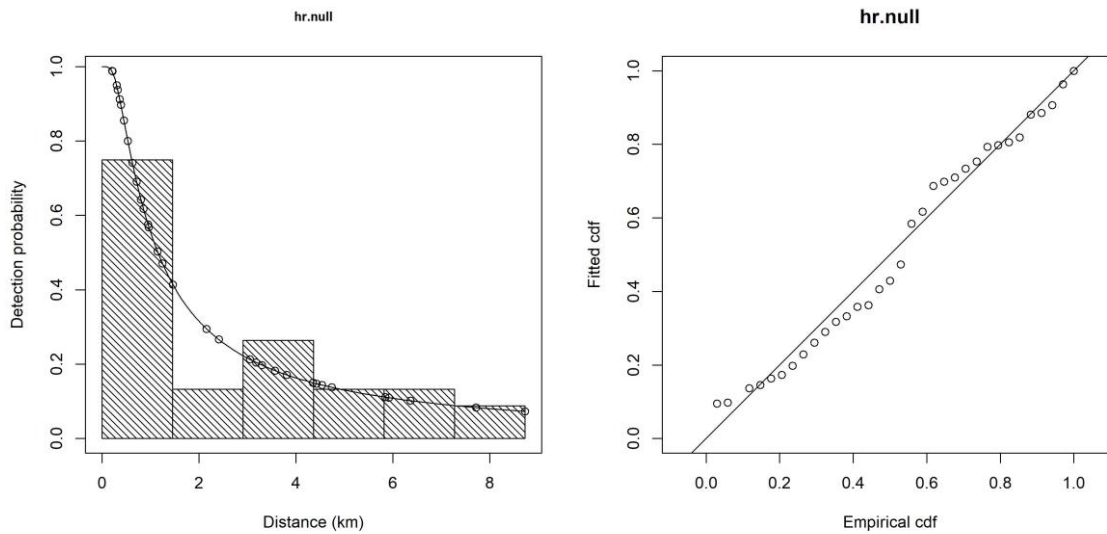 hr.null
Detection probability
1.0
0.8
0.6
0.4
0.2
0.0
0 2 4 6 8
Distance (km)
hr.null
Fitted cdf
1.0
0.8
0.6
0.4
0.2
0.0
0.0 0.2 0.4 0.6 0.8 1.0
Empirical cdf